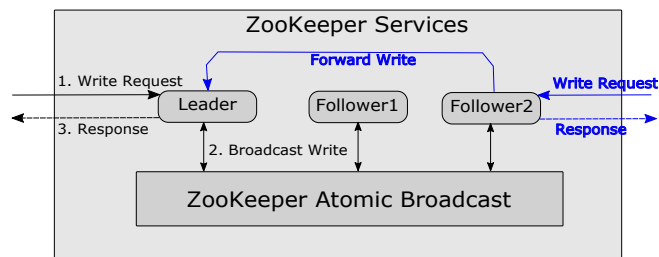 ZooKeeper Services
Forward Write
1. Write Request
Write Request
Leader
Follower1
Follower2
3. Response
Response
2. Broadcast Write
ZooKeeper Atomic Broadcast